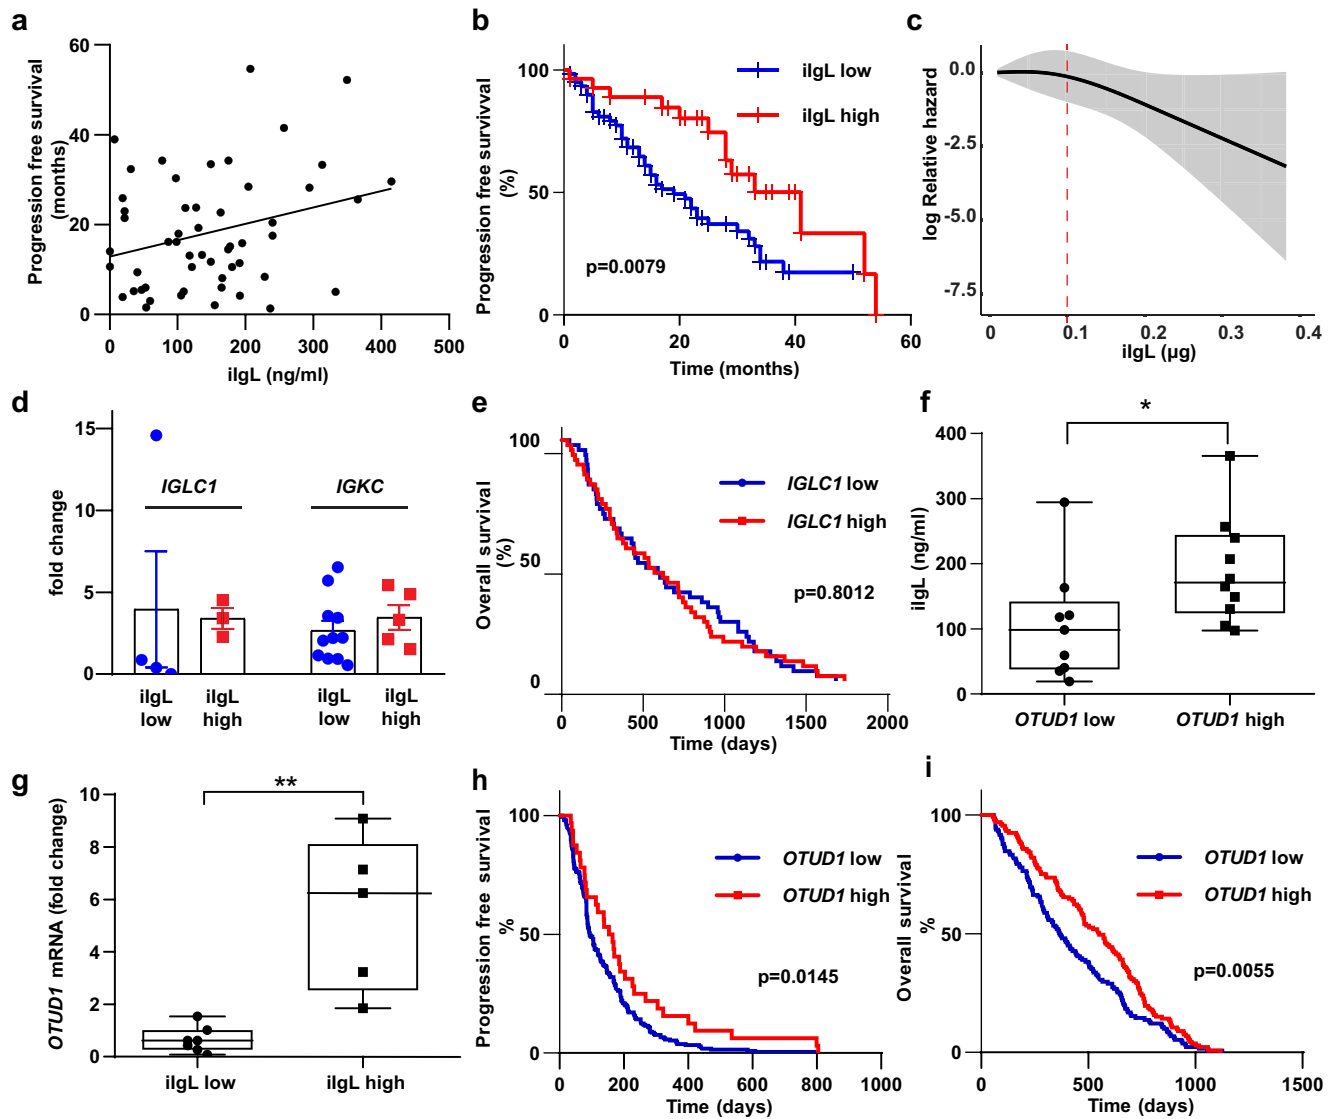 a
Progression free survival
(months)
60
40
20
0
0
100
200
300
400
500
iIgL (ng/ml)
b
Progression free survival
(%)
100
50
0
iIgL low
iIgL high
p=0.0079
0
20
40
60
Time (months)
c
log Relative hazard
0.0
-2.5
-5.0
-7.5
0
0.1
0.2
0.3
0.4
iIgL (µg)
d
fold change
15
10
5
0
IGLC1
IGKC
iIgL
low
iIgL
high
iIgL
low
iIgL
high
e
Overall survival
(%)
100
50
0
IGLC1 low
IGLC1 high
p=0.8012
0
500
1000
1500
2000
Time (days)
f
iIgL (ng/ml)
400
300
200
100
0
*
OTUD1 low
OTUD1 high
g
OTUD1 mRNA (fold change)
10
8
6
4
2
0
**
iIgL low
iIgL high
h
Progression free survival
%
100
50
0
OTUD1 low
OTUD1 high
p=0.0145
0
200
400
600
800
1000
Time (days)
i
Overall survival
%
100
50
0
OTUD1 low
OTUD1 high
p=0.0055
0
500
1000
1500
Time (days)